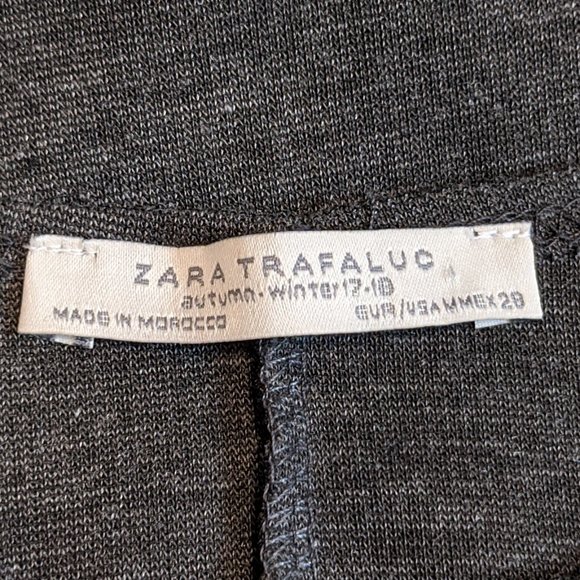 ZARA TRAFALUC
autumn-winter 17-18
MADE IN MOROCCO
EUR/USA M MEX 28